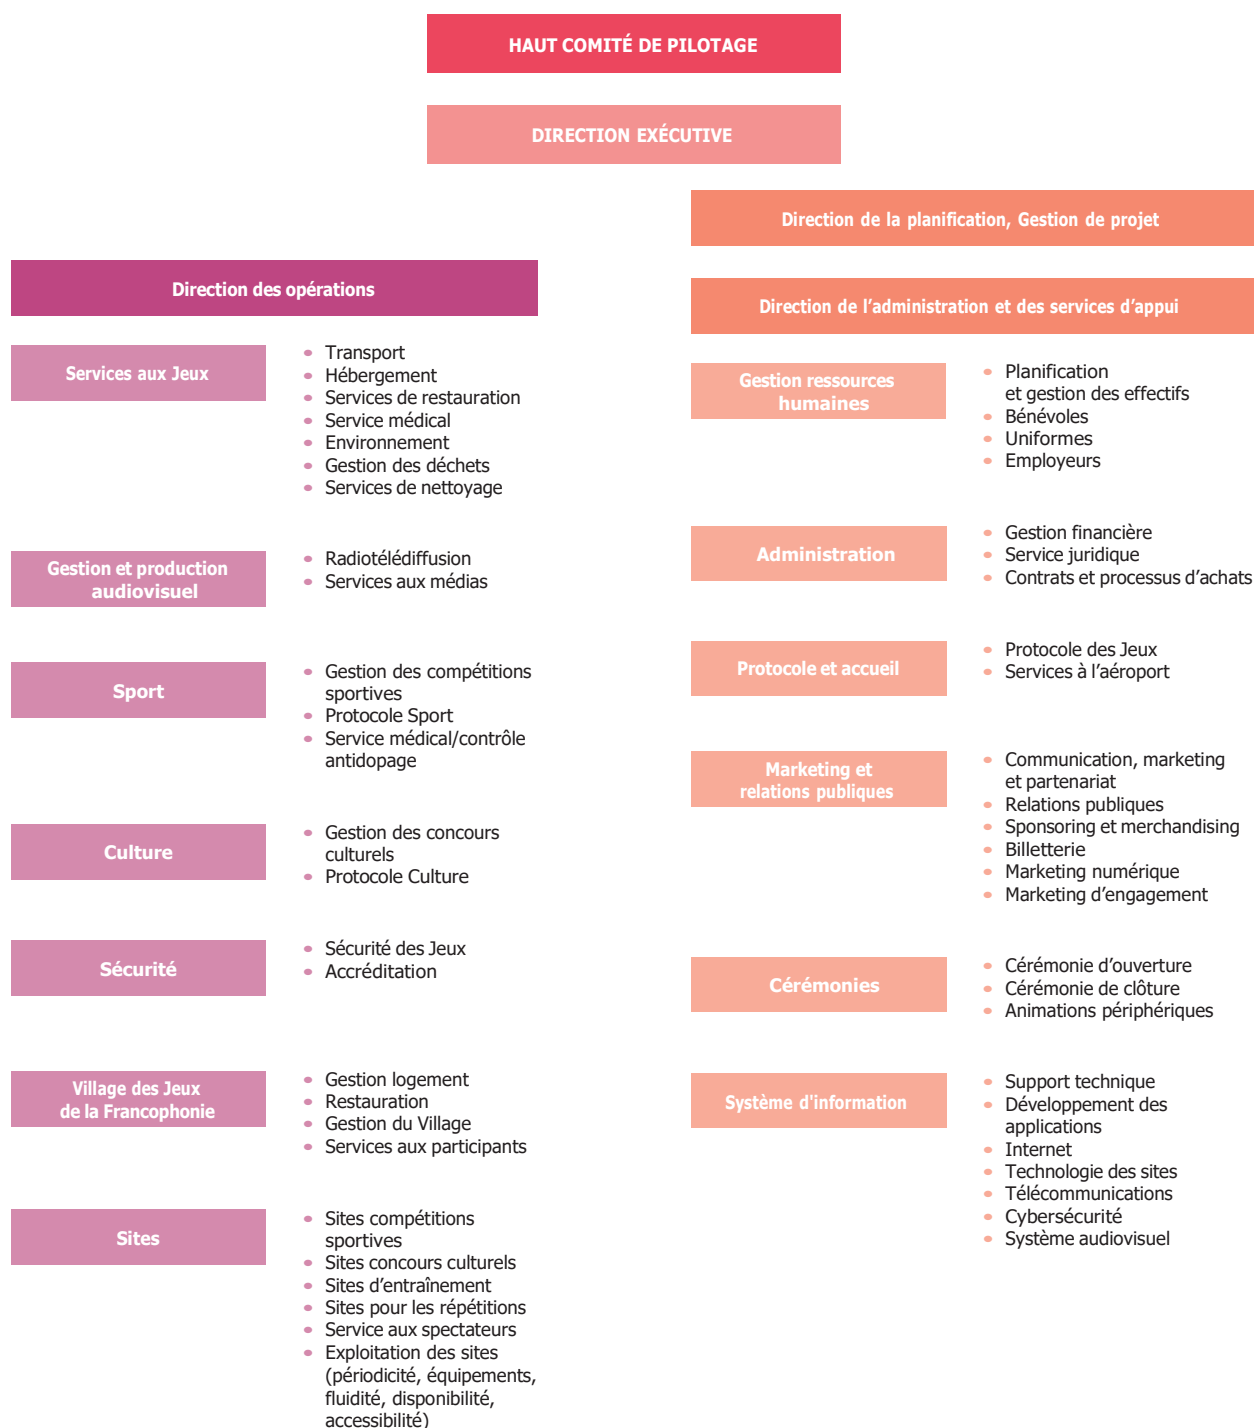 HAUT COMITÉ DE PILOTAGE
DIRECTION EXÉCUTIVE
Direction de la planification, Gestion de projet
Direction des opérations
Services aux Jeux
• Transport
• Hébergement
• Services de restauration
• Service médical
• Environnement
• Gestion des déchets
• Services de nettoyage
Gestion et production
audiovisuel
• Radiotélédiffusion
• Services aux médias
Sport
• Gestion des compétitions
sportives
• Protocole Sport
• Service médical/contrôle
antidopage
Culture
• Gestion des concours
culturels
• Protocole Culture
Sécurité
• Sécurité des Jeux
• Accréditation
Village des Jeux
de la Francophonie
• Gestion logement
• Restauration
• Gestion du Village
• Services aux participants
Sites
• Sites compétitions
sportives
• Sites concours culturels
• Sites d’entraînement
• Sites pour les répétitions
• Service aux spectateurs
• Exploitation des sites
(périodicité, équipements,
fluidité, disponibilité,
accessibilité)
Direction de l’administration et des services d’appui
Gestion ressources
humaines
• Planification
et gestion des effectifs
• Bénévoles
• Uniformes
• Employeurs
Administration
• Gestion financière
• Service juridique
• Contrats et processus d’achats
Protocole et accueil
• Protocole des Jeux
• Services à l’aéroport
Marketing et
relations publiques
• Communication, marketing
et partenariat
• Relations publiques
• Sponsoring et merchandising
• Billetterie
• Marketing numérique
• Marketing d’engagement
Cérémonies
• Cérémonie d’ouverture
• Cérémonie de clôture
• Animations périphériques
Système d'information
• Support technique
• Développement des
applications
• Internet
• Technologie des sites
• Télécommunications
• Cybersécurité
• Système audiovisuel